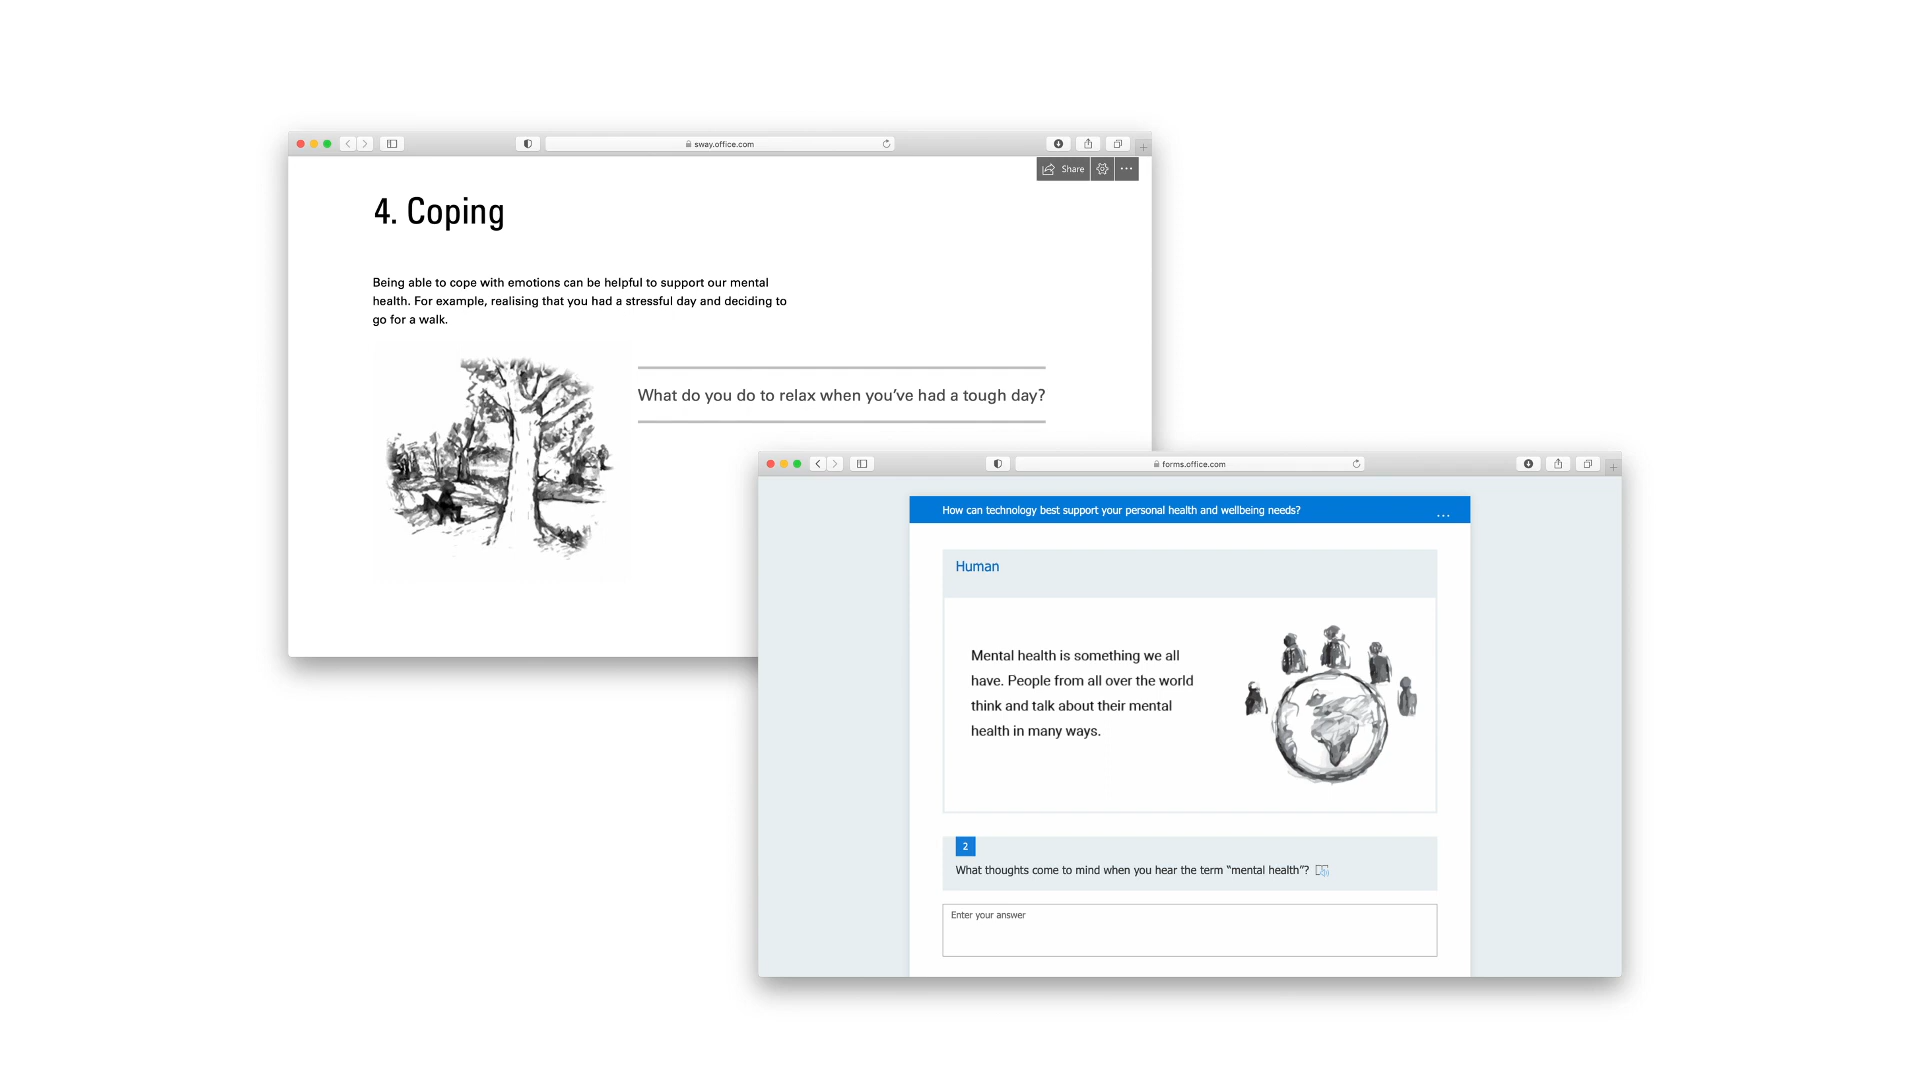 sway.office.com
Share
4. Coping
Being able to cope with emotions can be helpful to support our mental
health. For example, realising that you had a stressful day and deciding to
go for a walk.
What do you do to relax when you’ve had a tough day?
forms.office.com
How can technology best support your personal health and wellbeing needs?
Human
Mental health is something we all
have. People from all over the world
think and talk about their mental
health in many ways.
2
What thoughts come to mind when you hear the term “mental health”?
Enter your answer